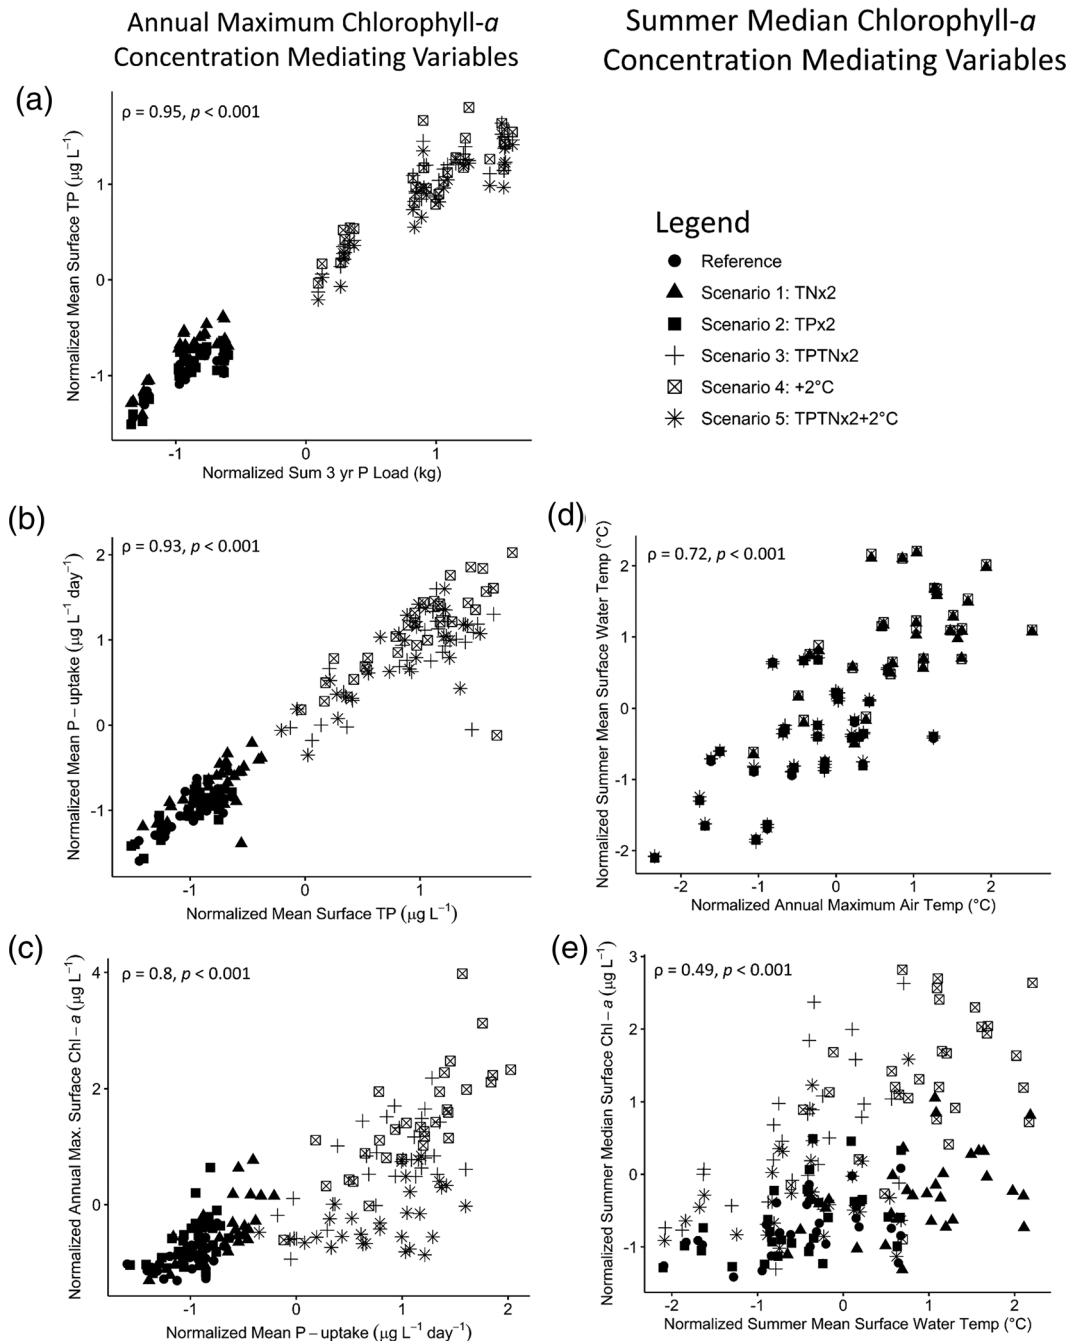 Annual Maximum Chlorophyll-a
Concentration Mediating Variables
Summer Median Chlorophyll-a
Concentration Mediating Variables
(a)
ρ = 0.95, p < 0.001
Normalized Mean Surface TP (µg L⁻¹)
1
0
-1
-1
0
1
Normalized Sum 3 yr P Load (kg)
Legend
Reference
Scenario 1: TNx2
Scenario 2: TPx2
Scenario 3: TPTNx2
Scenario 4: +2°C
Scenario 5: TPTNx2+2°C
(b)
ρ = 0.93, p < 0.001
Normalized Mean P−uptake (µg L⁻¹ day⁻¹)
2
1
0
-1
-1
0
1
Normalized Mean Surface TP (µg L⁻¹)
(d)
ρ = 0.72, p < 0.001
Normalized Summer Mean Surface Water Temp (°C)
2
1
0
-1
-2
-2
-1
0
1
2
Normalized Annual Maximum Air Temp (°C)
(c)
ρ = 0.8, p < 0.001
Normalized Annual Max. Surface Chl−a (µg L⁻¹)
4
2
0
-1
0
1
2
Normalized Mean P−uptake (µg L⁻¹ day⁻¹)
(e)
ρ = 0.49, p < 0.001
Normalized Summer Median Surface Chl−a (µg L⁻¹)
3
2
1
0
-1
-2
-1
0
1
2
Normalized Summer Mean Surface Water Temp (°C)